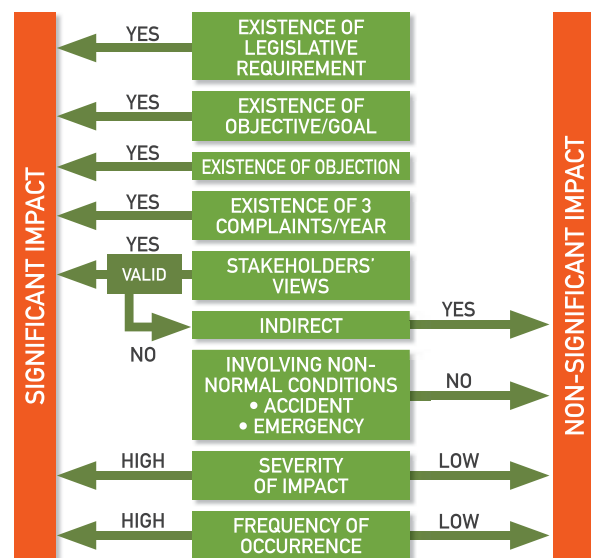 SIGNIFICANT IMPACT
NON-SIGNIFICANT IMPACT
YES
EXISTENCE OF
LEGISLATIVE
REQUIREMENT
YES
EXISTENCE OF
OBJECTIVE/GOAL
YES
EXISTENCE OF OBJECTION
YES
EXISTENCE OF 3
COMPLAINTS/YEAR
YES
VALID
STAKEHOLDERS'
VIEWS
NO
INDIRECT
YES
INVOLVING NON-
NORMAL CONDITIONS
• ACCIDENT
• EMERGENCY
NO
HIGH
SEVERITY
OF IMPACT
LOW
HIGH
FREQUENCY OF
OCCURRENCE
LOW